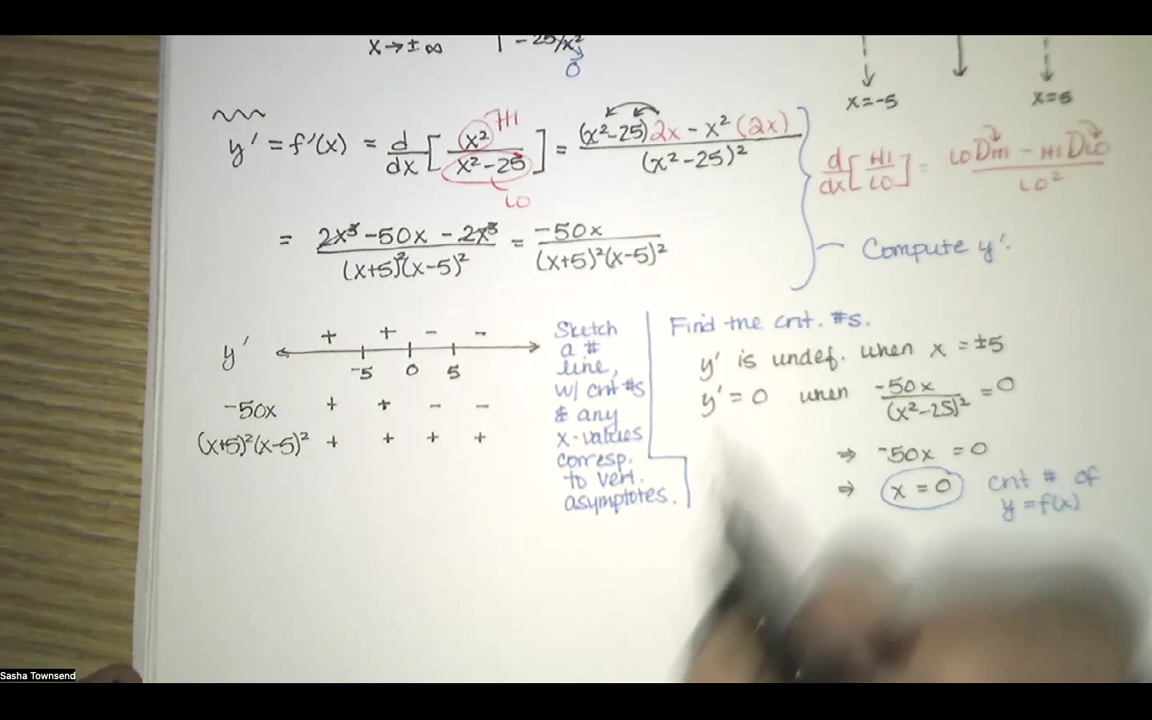 x→±∞ 1 - 25/x²
0
x=-5 x=5
y' = f'(x) = d/dx [ x² / x²-25 ] = (x²-25)2x - x²(2x) / (x²-25)²
HI
LO
d/dx [HI/LO] = LO DHI - HI DLO / LO²
= 2x³-50x-2x³ / (x+5)²(x-5)² = -50x / (x+5)²(x-5)²
Compute y'.
y' + + - -
-5 0 5
-50x + + - -
(x+5)²(x-5)² + + + +
Sketch
a #
line,
w/ crit #s
& any
x-values
corresp.
to vert.
asymptotes.
Find the crit. #s.
y' is undef. when x = ±5
y' = 0 when -50x / (x²-25)² = 0
⇒ -50x = 0
⇒ x = 0 crit # of
y = f(x)
Sasha Townsend